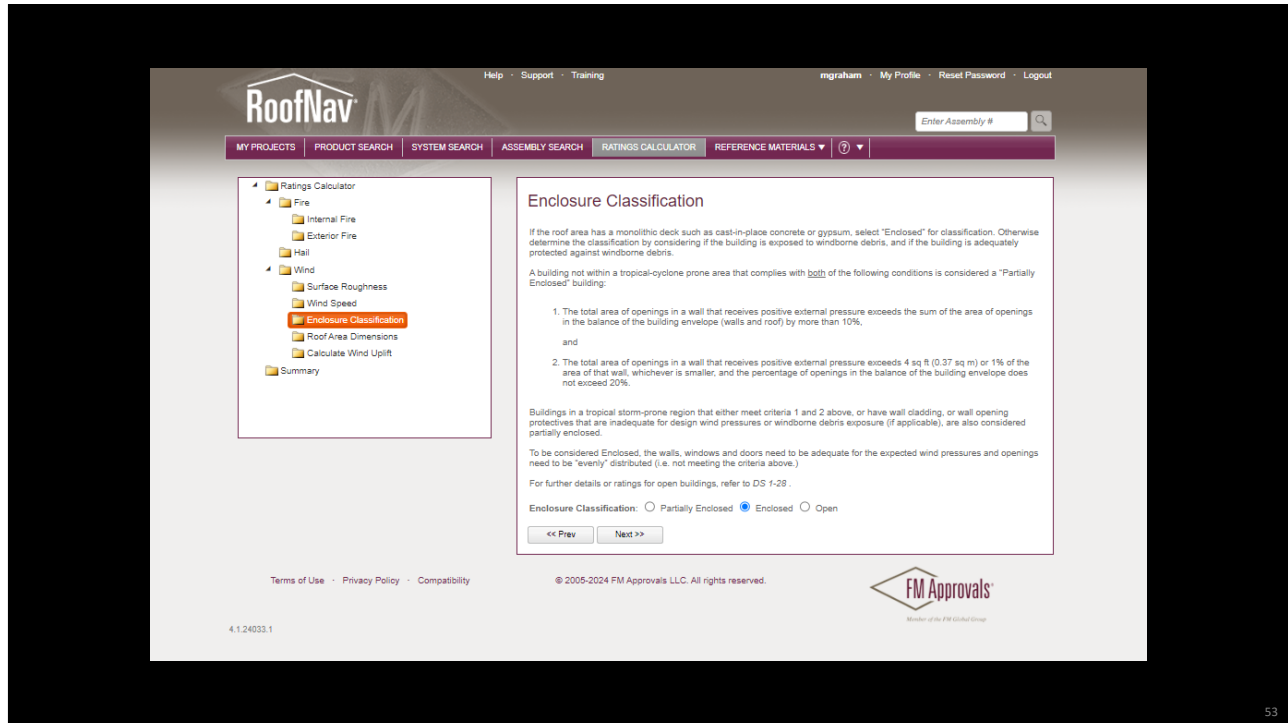 Help · Support · Training
mgraham · My Profile · Reset Password · Logout
RoofNav
Enter Assembly #
MY PROJECTS PRODUCT SEARCH SYSTEM SEARCH ASSEMBLY SEARCH RATINGS CALCULATOR REFERENCE MATERIALS ▼ ? ▼
Ratings Calculator
Fire
Internal Fire
Exterior Fire
Hail
Wind
Surface Roughness
Wind Speed
Enclosure Classification
Roof Area Dimensions
Calculate Wind Uplift
Summary
Enclosure Classification
If the roof area has a monolithic deck such as cast-in-place concrete or gypsum, select "Enclosed" for classification. Otherwise
determine the classification by considering if the building is exposed to windborne debris, and if the building is adequately
protected against windborne debris.
A building not within a tropical-cyclone prone area that complies with both of the following conditions is considered a "Partially
Enclosed" building:
1. The total area of openings in a wall that receives positive external pressure exceeds the sum of the area of openings
in the balance of the building envelope (walls and roof) by more than 10%,
and
2. The total area of openings in a wall that receives positive external pressure exceeds 4 sq ft (0.37 sq m) or 1% of the
area of that wall, whichever is smaller, and the percentage of openings in the balance of the building envelope does
not exceed 20%.
Buildings in a tropical storm-prone region that either meet criteria 1 and 2 above, or have wall cladding, or wall opening
protectives that are inadequate for design wind pressures or windborne debris exposure (if applicable), are also considered
partially enclosed.
To be considered Enclosed, the walls, windows and doors need to be adequate for the expected wind pressures and openings
need to be "evenly" distributed (i.e. not meeting the criteria above.)
For further details or ratings for open buildings, refer to DS 1-28 .
Enclosure Classification: Partially Enclosed Enclosed Open
<< Prev Next >>
Terms of Use · Privacy Policy · Compatibility
© 2005-2024 FM Approvals LLC. All rights reserved.
FM Approvals
Member of the FM Global Group
4.1.24033.1
53